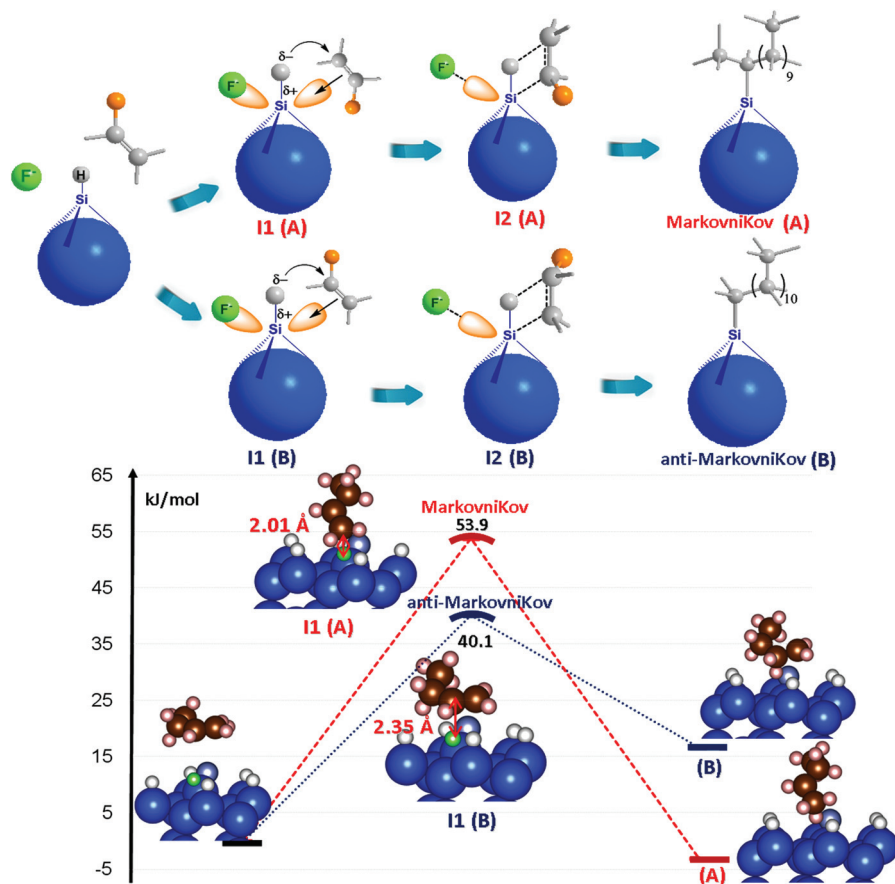 F⁻
H
Si
F⁻
δ−
δ+
Si
I1 (A)
F⁻
Si
I2 (A)
9
Si
MarkovniKov (A)
F⁻
δ−
δ+
Si
I1 (B)
F⁻
Si
I2 (B)
10
Si
anti-MarkovniKov (B)
65
kJ/mol
55
45
35
25
15
5
-5
2.01 Å
I1 (A)
MarkovniKov
53.9
anti-MarkovniKov
40.1
2.35 Å
I1 (B)
(B)
(A)